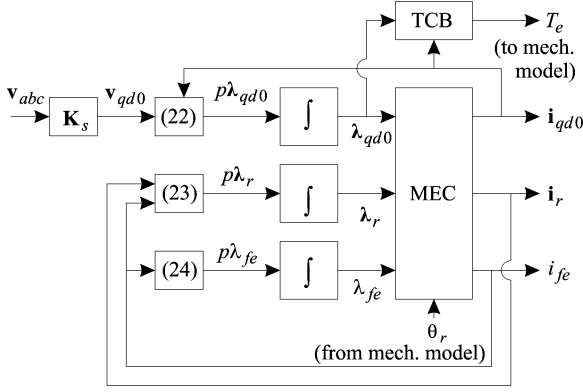 TCB
T_e
(to mech.
model)
v_abc
K_s
v_qd0
(22)
pλ_qd0
∫
λ_qd0
i_qd0
(23)
pλ_r
∫
λ_r
MEC
i_r
(24)
pλ_fe
∫
λ_fe
i_fe
θ_r
(from mech. model)